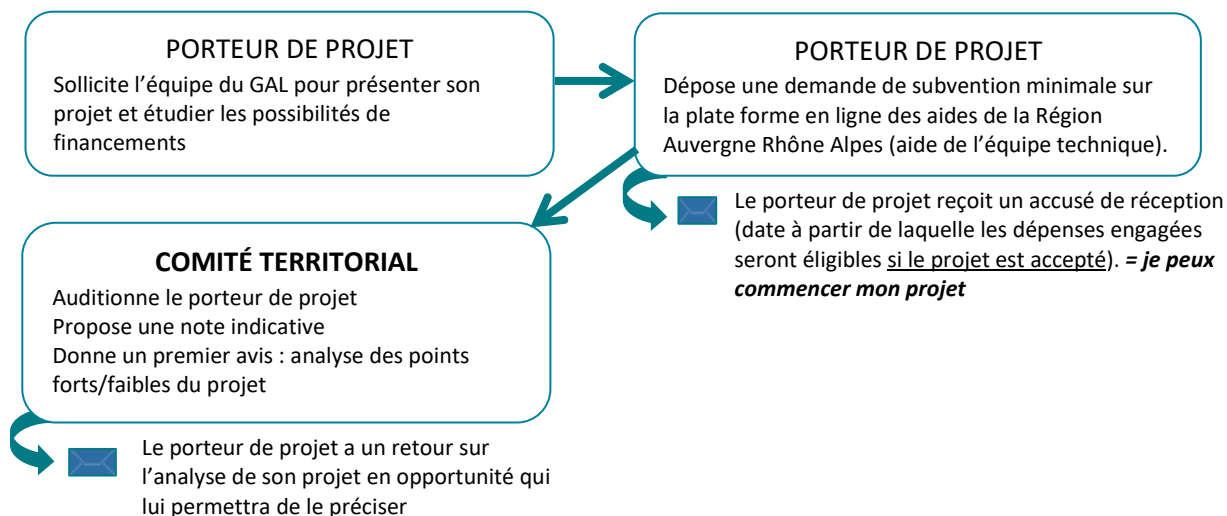 PORTEUR DE PROJET
Sollicite l’équipe du GAL pour présenter son
projet et étudier les possibilités de
financements
PORTEUR DE PROJET
Dépose une demande de subvention minimale sur
la plate forme en ligne des aides de la Région
Auvergne Rhône Alpes (aide de l’équipe technique).
Le porteur de projet reçoit un accusé de réception
(date à partir de laquelle les dépenses engagées
seront éligibles si le projet est accepté). = je peux
commencer mon projet
COMITÉ TERRITORIAL
Auditionne le porteur de projet
Propose une note indicative
Donne un premier avis : analyse des points
forts/faibles du projet
Le porteur de projet a un retour sur
l’analyse de son projet en opportunité qui
lui permettra de le préciser